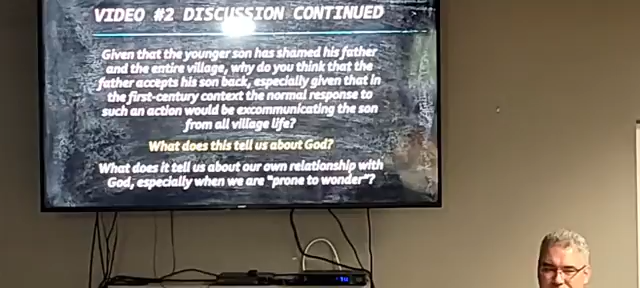 VIDEO #2 DISCUSSION CONTINUED
Given that the younger son has shamed his father
and the entire village, why do you think that the
father accepts his son back, especially given that in
the first-century context the normal response to
such an action would be excommunicating the son
from all village life?
What does this tell us about God?
What does it tell us about our own relationship with
God, especially when we are "prone to wonder"?